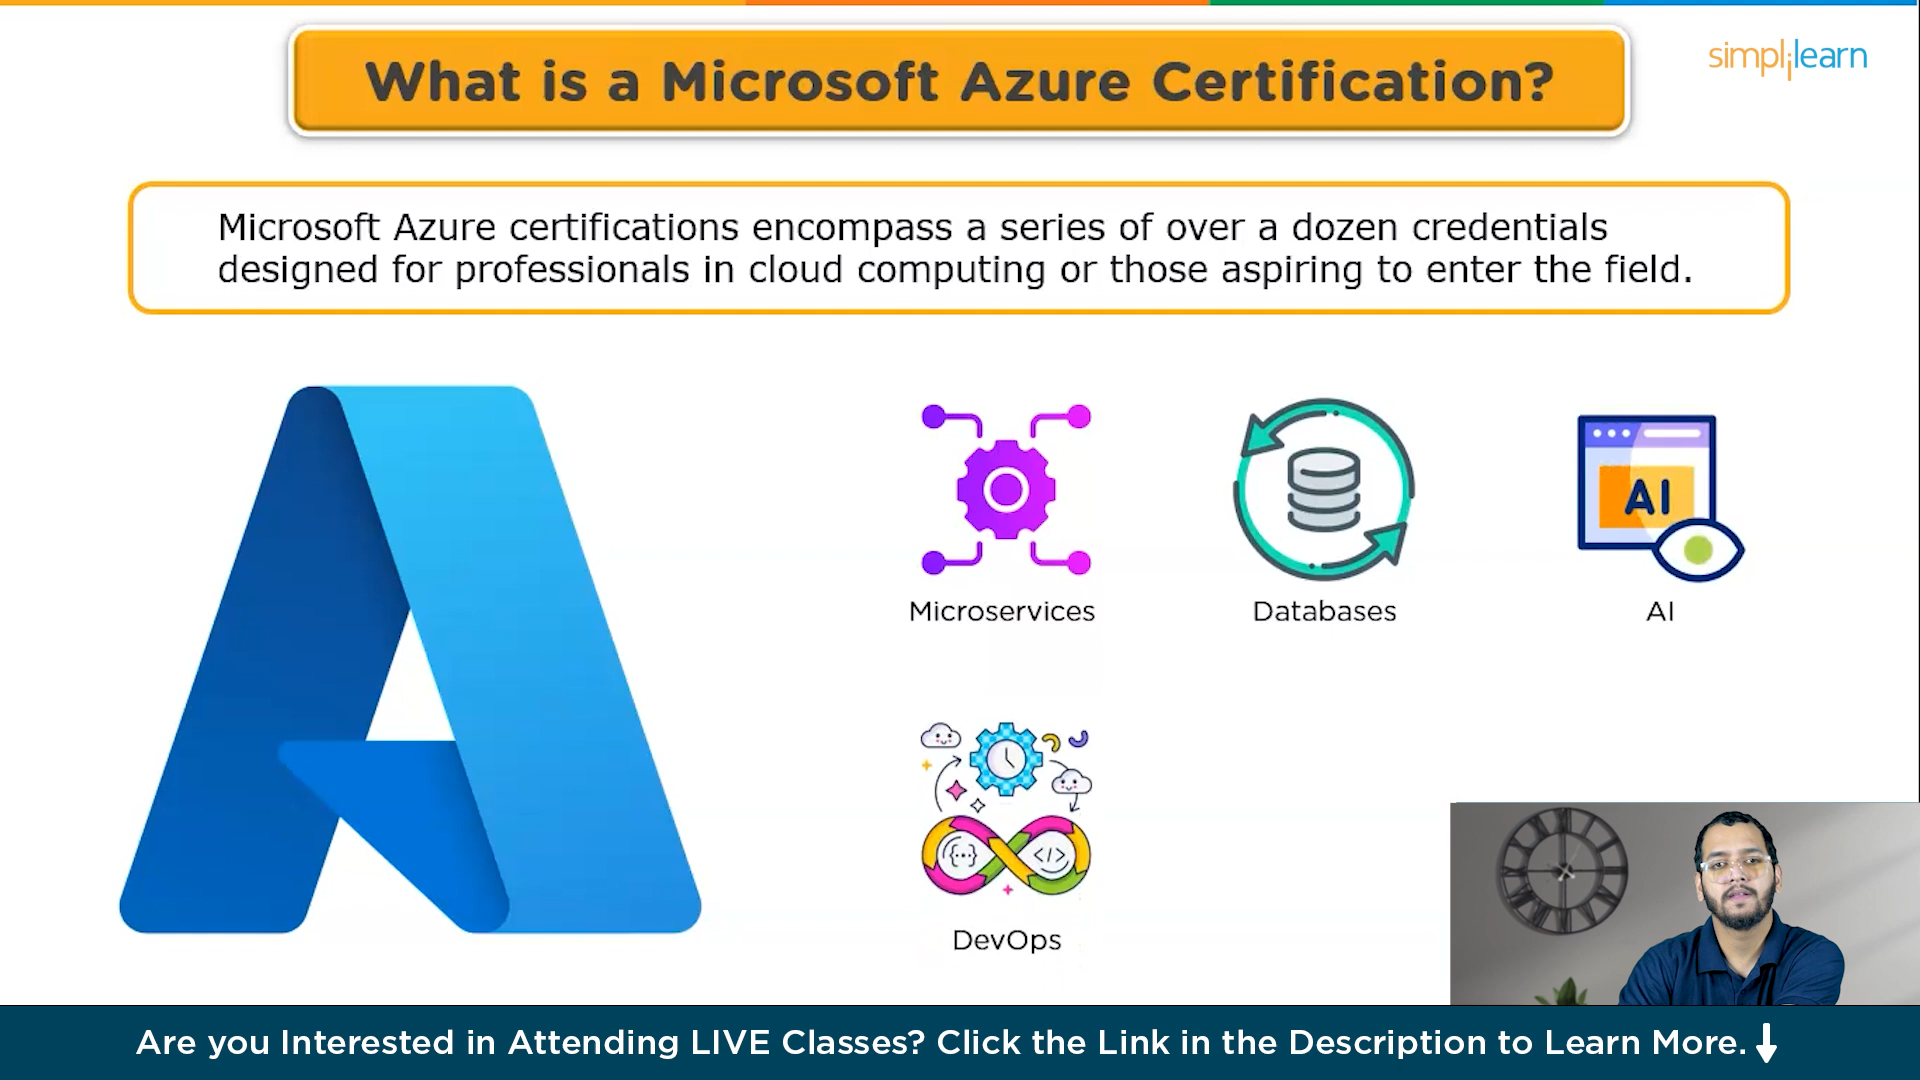 What is a Microsoft Azure Certification?
simplilearn
Microsoft Azure certifications encompass a series of over a dozen credentials
designed for professionals in cloud computing or those aspiring to enter the field.
AI
Microservices
Databases
AI
DevOps
Are you Interested in Attending LIVE Classes? Click the Link in the Description to Learn More.